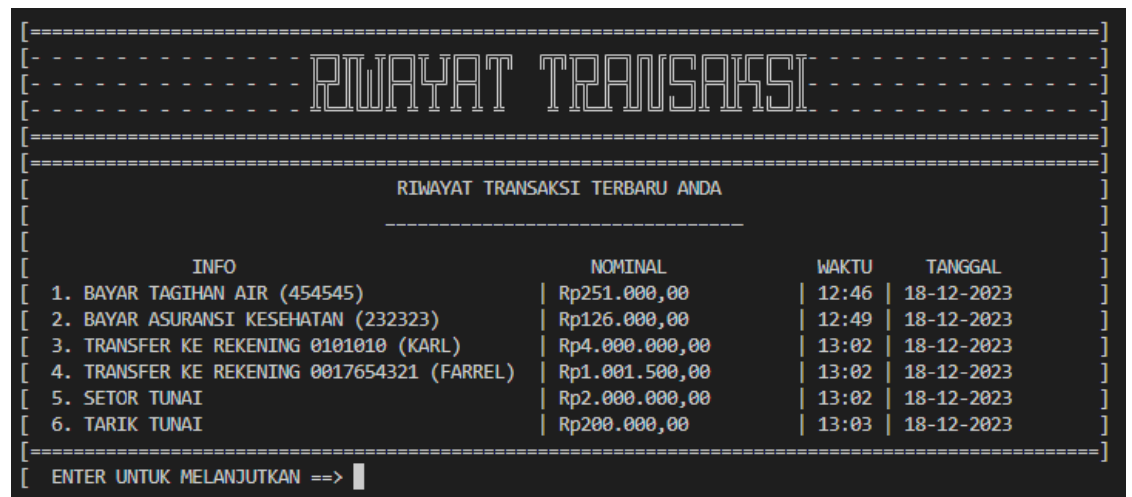 RIWAYAT TRANSAKSI
RIWAYAT TRANSAKSI TERBARU ANDA
INFO NOMINAL WAKTU TANGGAL
1. BAYAR TAGIHAN AIR (454545) | Rp251.000,00 | 12:46 | 18-12-2023
2. BAYAR ASURANSI KESEHATAN (232323) | Rp126.000,00 | 12:49 | 18-12-2023
3. TRANSFER KE REKENING 0101010 (KARL) | Rp4.000.000,00 | 13:02 | 18-12-2023
4. TRANSFER KE REKENING 0017654321 (FARREL) | Rp1.001.500,00 | 13:02 | 18-12-2023
5. SETOR TUNAI | Rp2.000.000,00 | 13:02 | 18-12-2023
6. TARIK TUNAI | Rp200.000,00 | 13:03 | 18-12-2023
ENTER UNTUK MELANJUTKAN ==>